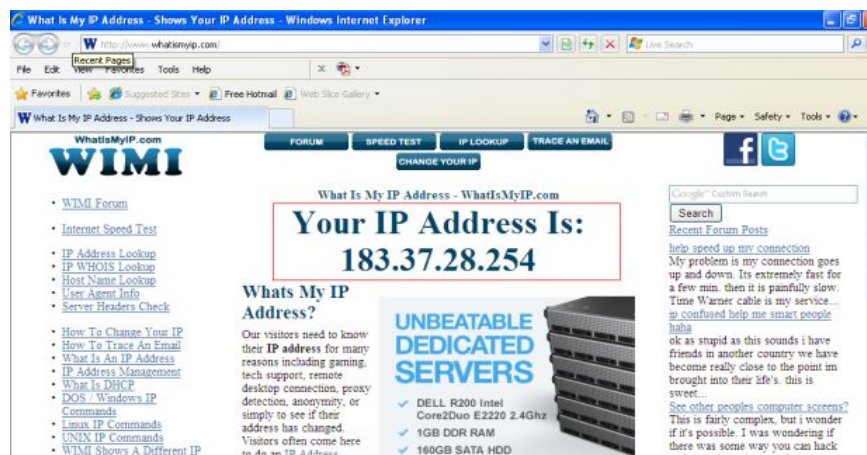 What Is My IP Address - Shows Your IP Address - Windows Internet Explorer
W http://www.whatismyip.com/
Live Search
Recent Pages
File Edit View Favorites Tools Help
Favorites Suggested Sites Free Hotmail Web Slice Gallery
W What Is My IP Address - Shows Your IP Address
Page Safety Tools
WhatIsMyIP.com
WIMI
FORUM SPEED TEST IP LOOKUP TRACE AN EMAIL
CHANGE YOUR IP
WIMI Forum
Internet Speed Test
IP Address Lookup
IP WHOIS Lookup
Host Name Lookup
User Agent Info
Server Headers Check
How To Change Your IP
How To Trace An Email
What Is An IP Address
IP Address Management
What Is DHCP
DOS / Windows IP
Commands
Linux IP Commands
UNIX IP Commands
WIMI Shows A Different IP
What Is My IP Address - WhatIsMyIP.com
Your IP Address Is:
183.37.28.254
Whats My IP
Address?
Our visitors need to know
their IP address for many
reasons including gaming,
tech support, remote
desktop connection, proxy
detection, anonymity, or
simply to see if their
address has changed.
Visitors often come here
to do an IP Address
UNBEATABLE
DEDICATED
SERVERS
DELL R200 Intel
Core2Duo E2220 2.4Ghz
1GB DDR RAM
160GB SATA HDD
f t
Google™ Custom Search
Search
Recent Forum Posts
help speed up my connection
My problem is my connection goes
up and down. Its extremely fast for
a few min. then it is painfully slow.
Time Warner cable is my service...
ip confused help me smart people
haha
ok as stupid as this sounds i have
friends in another country we have
become really close to the point im
brought into their life's. this is
sweet...
See other peoples computer screens?
This is fairly complex, but i wonder
if it's possible. I was wondering if
there was some way you can hack